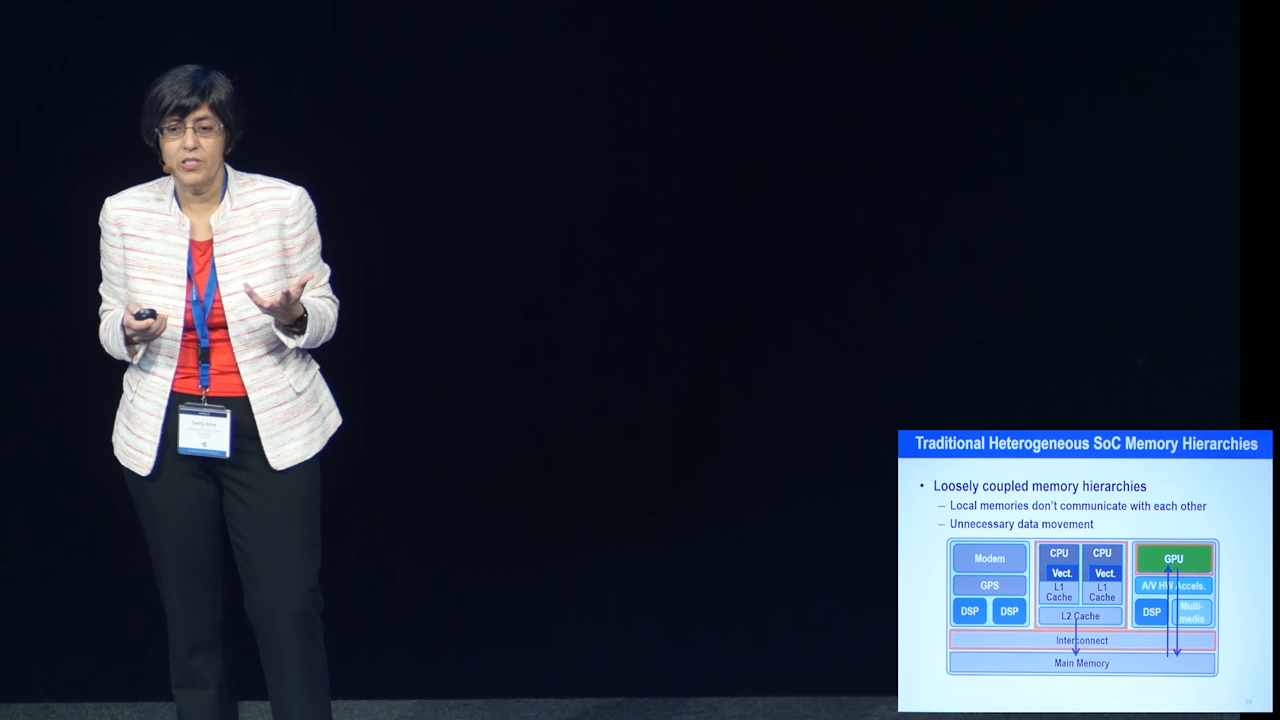 Traditional Heterogeneous SoC Memory Hierarchies
• Loosely coupled memory hierarchies
– Local memories don't communicate with each other
– Unnecessary data movement
Modem
GPS
DSP DSP
CPU CPU
Vect. Vect.
L1 Cache L1 Cache
L2 Cache
GPU
A/V HW Accels.
DSP Multi-media
Interconnect
Main Memory